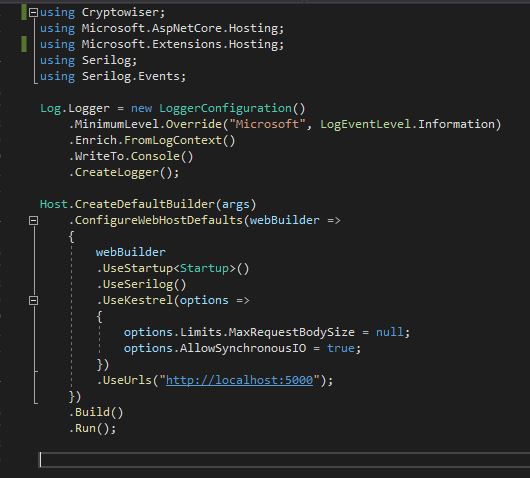 using Cryptowiser;
using Microsoft.AspNetCore.Hosting;
using Microsoft.Extensions.Hosting;
using Serilog;
using Serilog.Events;
Log.Logger = new LoggerConfiguration()
.MinimumLevel.Override("Microsoft", LogEventLevel.Information)
.Enrich.FromLogContext()
.WriteTo.Console()
.CreateLogger();
Host.CreateDefaultBuilder(args)
.ConfigureWebHostDefaults(webBuilder =>
{
webBuilder
.UseStartup<Startup>()
.UseSerilog()
.UseKestrel(options =>
{
options.Limits.MaxRequestBodySize = null;
options.AllowSynchronousIO = true;
})
.UseUrls("http://localhost:5000");
})
.Build()
.Run();